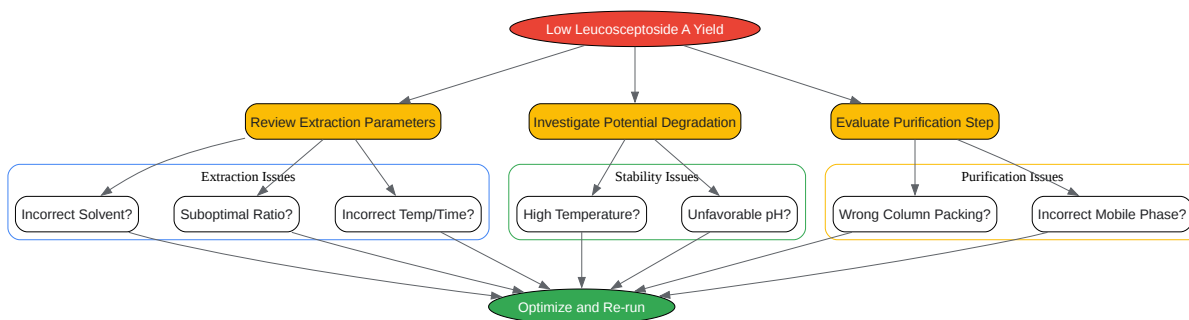 Low Leucosceptoside A Yield
Review Extraction Parameters
Investigate Potential Degradation
Evaluate Purification Step
Extraction Issues
Stability Issues
Purification Issues
Incorrect Solvent?
Suboptimal Ratio?
Incorrect Temp/Time?
High Temperature?
Unfavorable pH?
Wrong Column Packing?
Incorrect Mobile Phase?
Optimize and Re-run